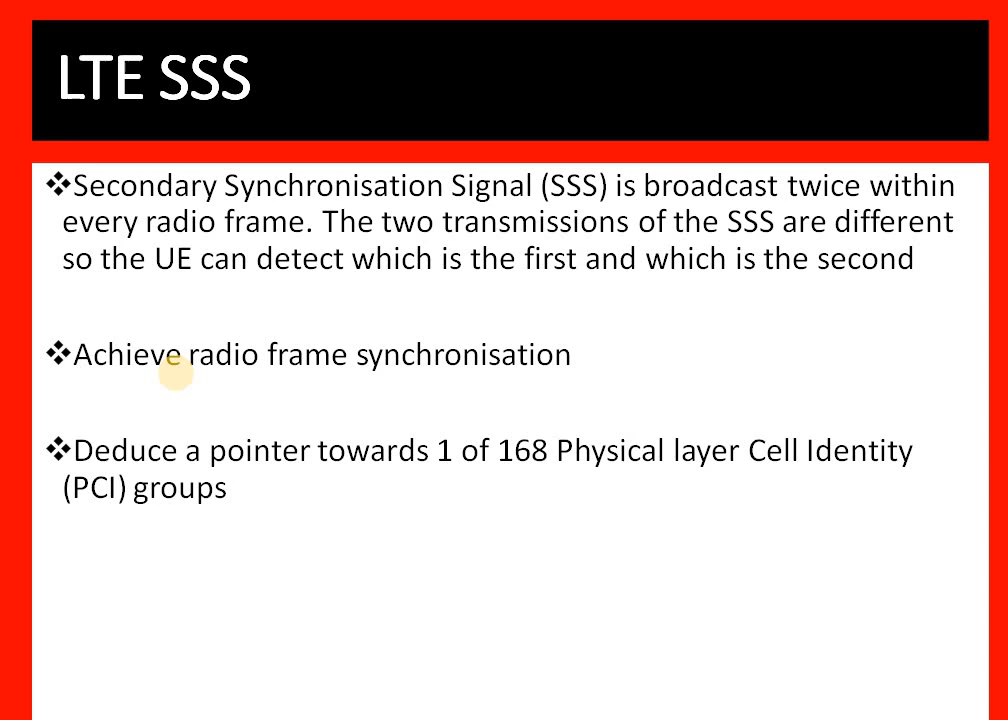 LTE SSS
❖Secondary Synchronisation Signal (SSS) is broadcast twice within
every radio frame. The two transmissions of the SSS are different
so the UE can detect which is the first and which is the second
❖Achieve radio frame synchronisation
❖Deduce a pointer towards 1 of 168 Physical layer Cell Identity
(PCI) groups